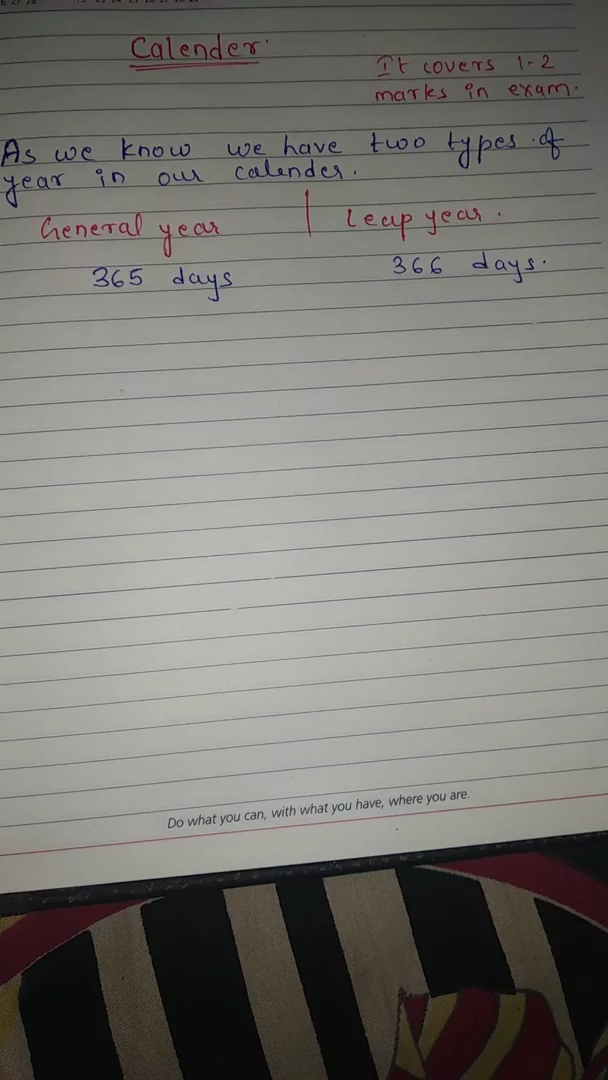 Calender
It covers 1-2
marks in exam.
As we know we have two types of
year in our calender.
General year | Leap year.
365 days 366 days.
Do what you can, with what you have, where you are.